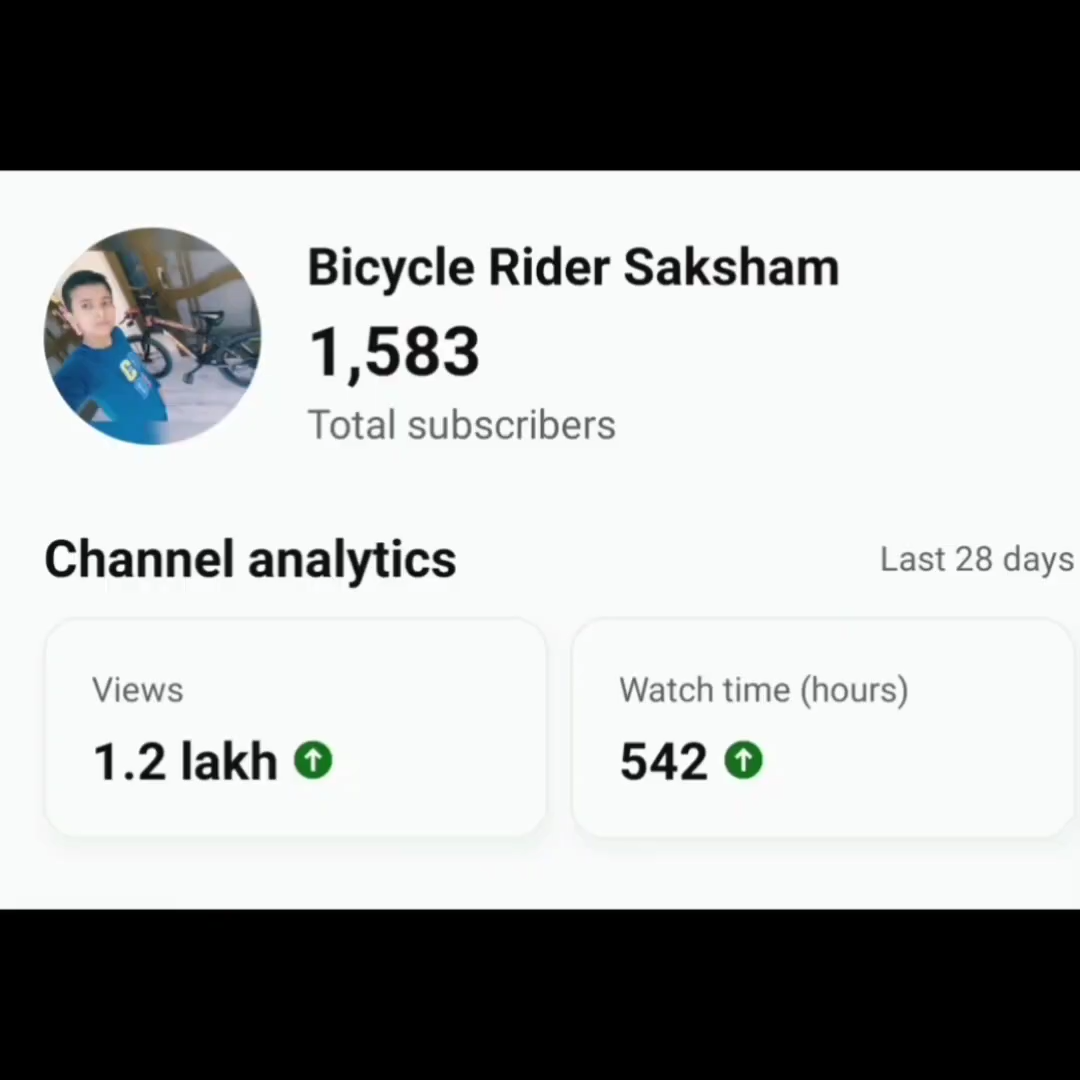 Bicycle Rider Saksham
1,583
Total subscribers
Channel analytics
Last 28 days
Views
Watch time (hours)
1.2 lakh
542